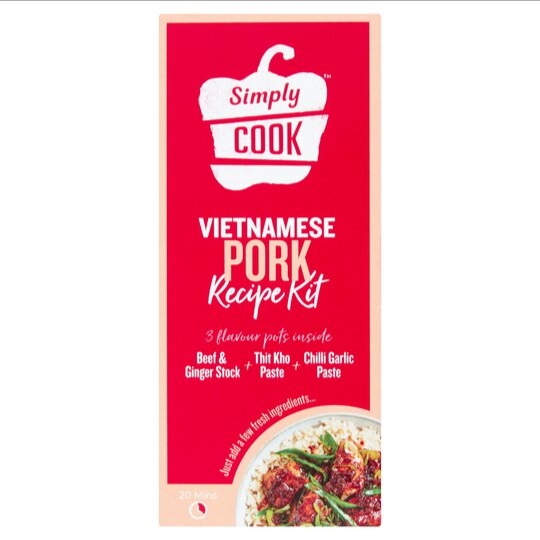 Simply
™
COOK
VIETNAMESE
PORK
Recipe Kit
3 flavour pots inside
Beef &
Ginger Stock
+
Thit Kho
Paste
+
Chilli Garlic
Paste
Just add a few fresh ingredients...
20 Mins